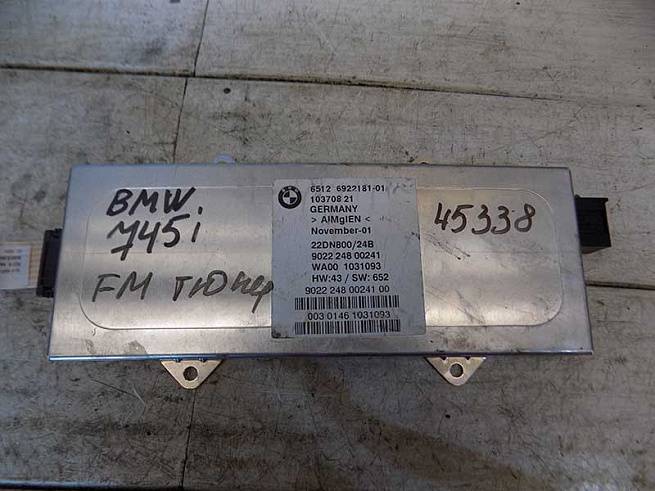 BMW.
745i
FM тюнер
6512 6922181-01
103708 21
GERMANY
> AlMgIEN <
November-01
22DN800/24B
9022 248 00241
WA00 1031093
HW:43 / SW: 652
9022 248 00241 00
003 0146 1031093
45338